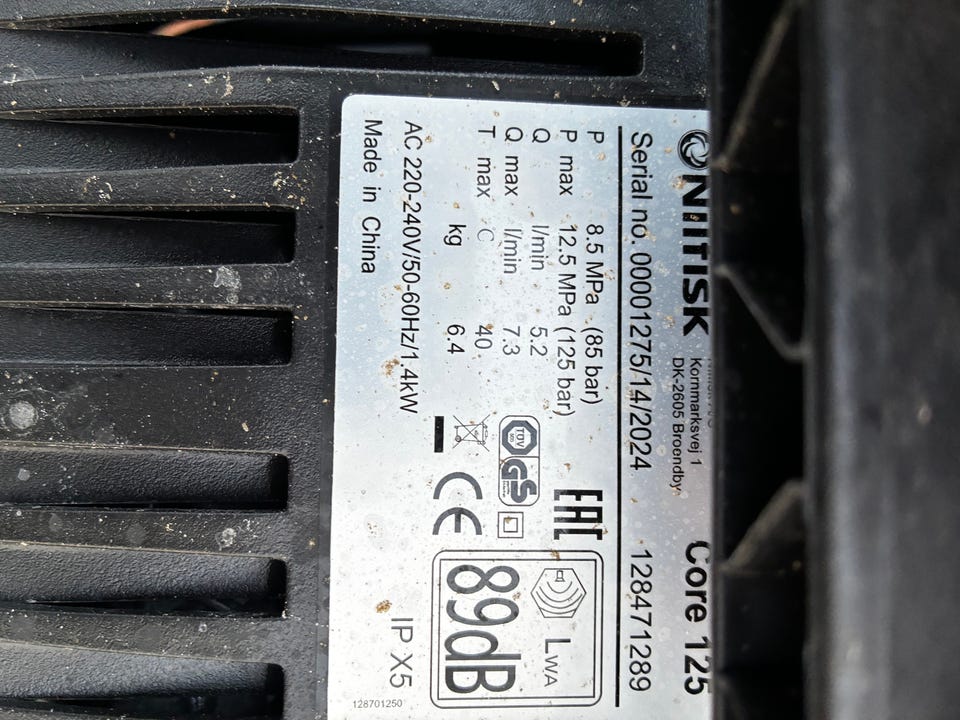 Nilfisk
Kornmarksvej 1
DK-2605 Broendby
Core 125
Serial no. 00001275/14/2024 128471289
P 8.5 MPa (85 bar)
P max 12.5 MPa (125 bar)
Q l/min 5.2
Q max l/min 7.3
T max °C 40
kg 6.4
AC 220-240V/50-60Hz/1.4kW
Made in China
EAC
TÜV
GS
CE
LWA
89dB
IP X5
128701250